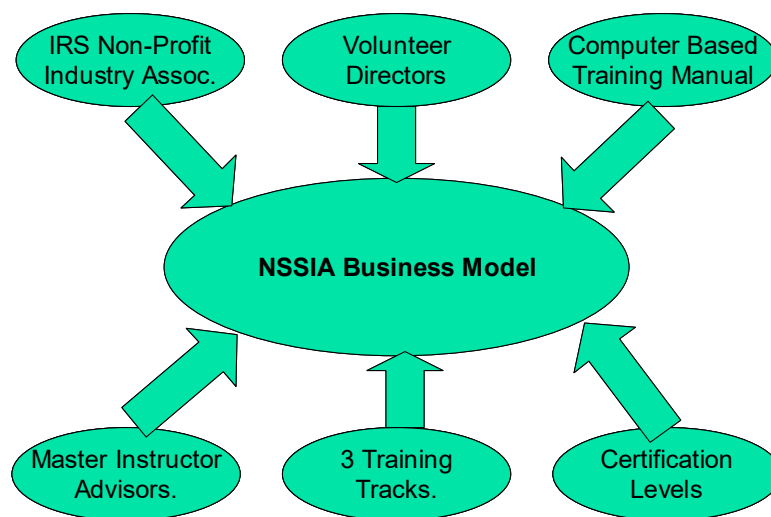 IRS Non-Profit
Industry Assoc.
Volunteer
Directors
Computer Based
Training Manual
NSSIA Business Model
Master Instructor
Advisors.
3 Training
Tracks.
Certification
Levels